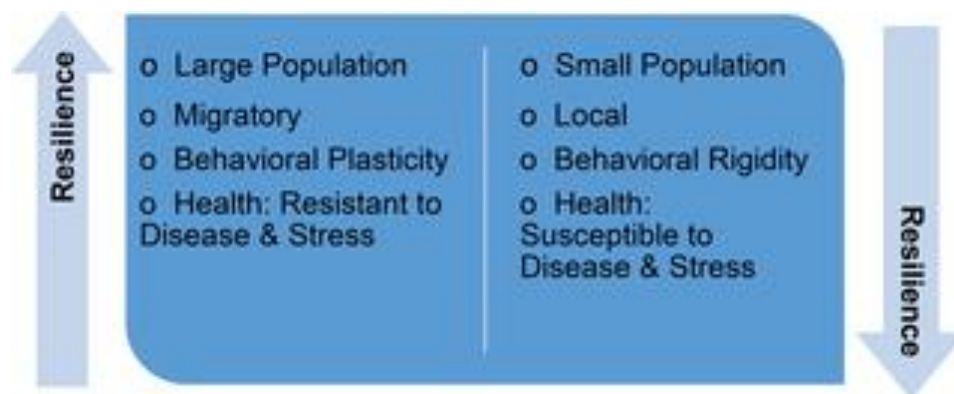 Resilience
o Large Population
o Migratory
o Behavioral Plasticity
o Health: Resistant to
Disease & Stress
o Small Population
o Local
o Behavioral Rigidity
o Health:
Susceptible to
Disease & Stress
Resilience